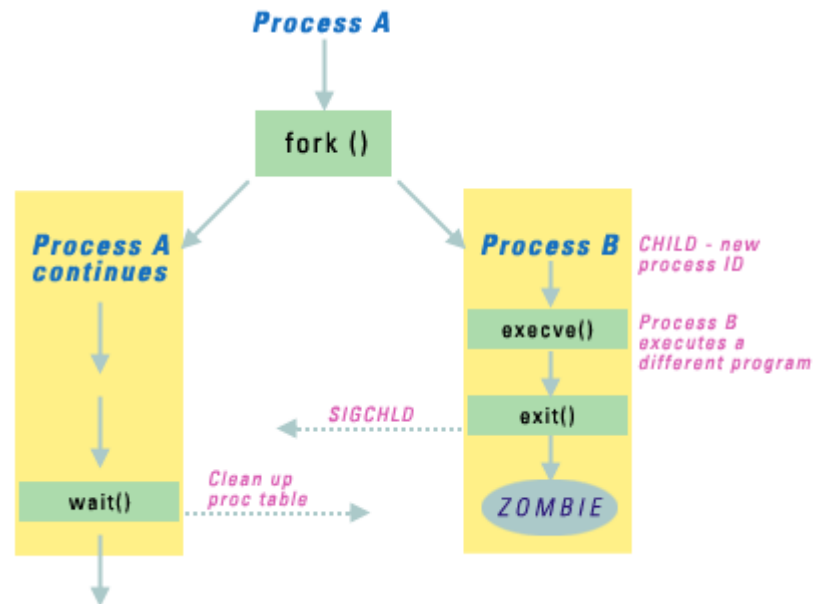 Process A
fork ()
Process A
continues
Process B
CHILD - new
process ID
execve()
Process B
executes a
different program
SIGCHLD
exit()
Clean up
proc table
wait()
ZOMBIE